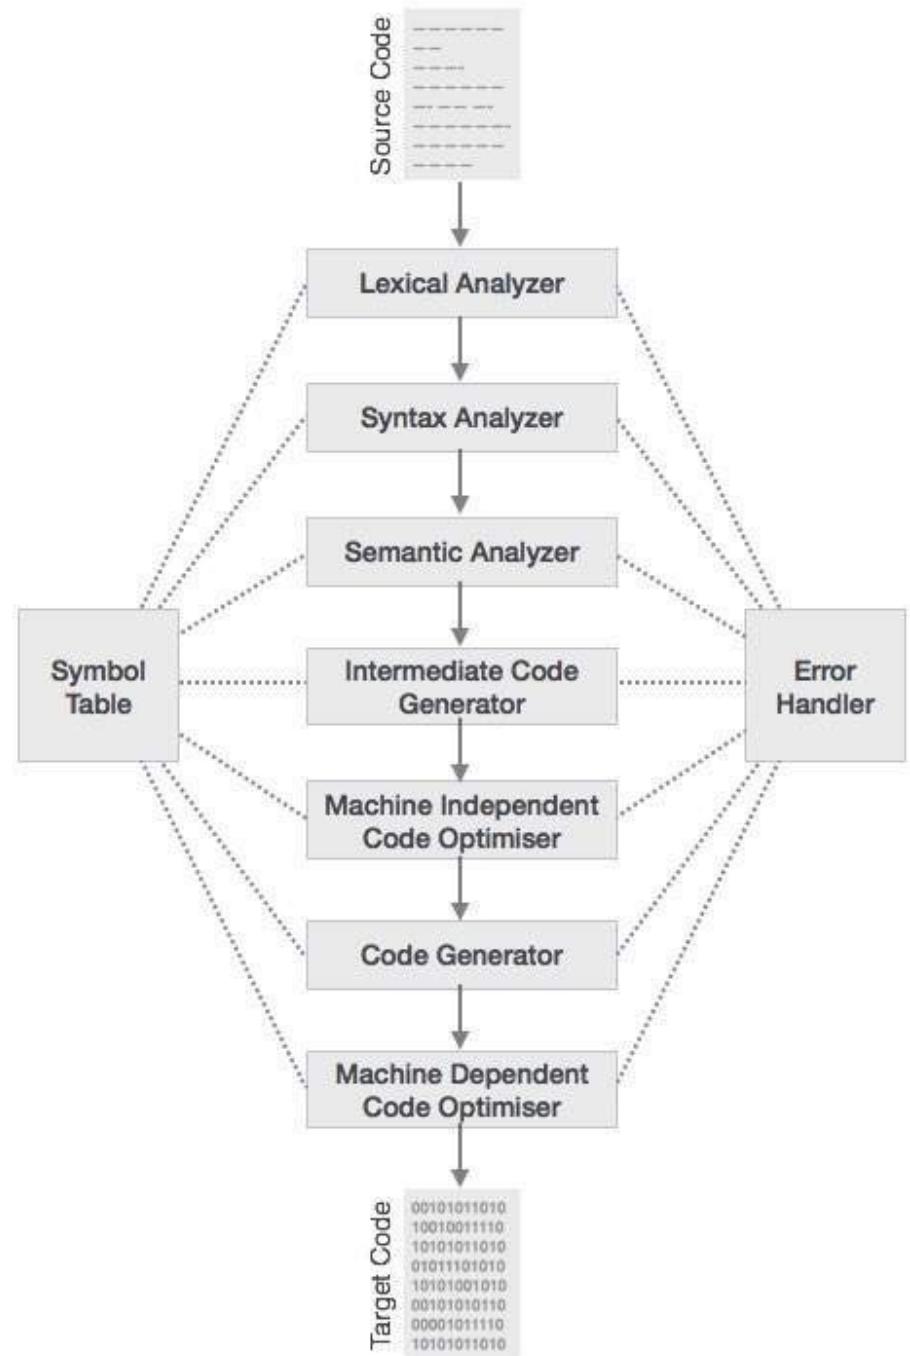 Source Code
Lexical Analyzer
Syntax Analyzer
Semantic Analyzer
Symbol
Table
Intermediate Code
Generator
Error
Handler
Machine Independent
Code Optimiser
Code Generator
Machine Dependent
Code Optimiser
Target Code
00101011010
10010011110
10101011010
01011101010
10101001010
00101010110
00001011110
10101011010